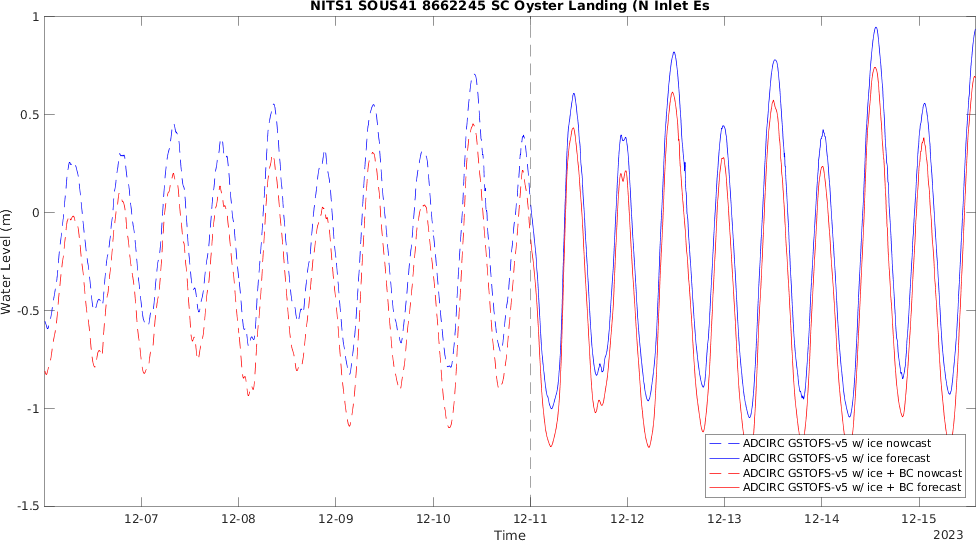 NITS1 SOUS41 8662245 SC Oyster Landing (N Inlet Es
1
0.5
0
-0.5
-1
-1.5
Water Level (m)
ADCIRC GSTOFS-v5 w/ ice nowcast
ADCIRC GSTOFS-v5 w/ ice forecast
ADCIRC GSTOFS-v5 w/ ice + BC nowcast
ADCIRC GSTOFS-v5 w/ ice + BC forecast
12-07 12-08 12-09 12-10 12-11 12-12 12-13 12-14 12-15
Time
2023